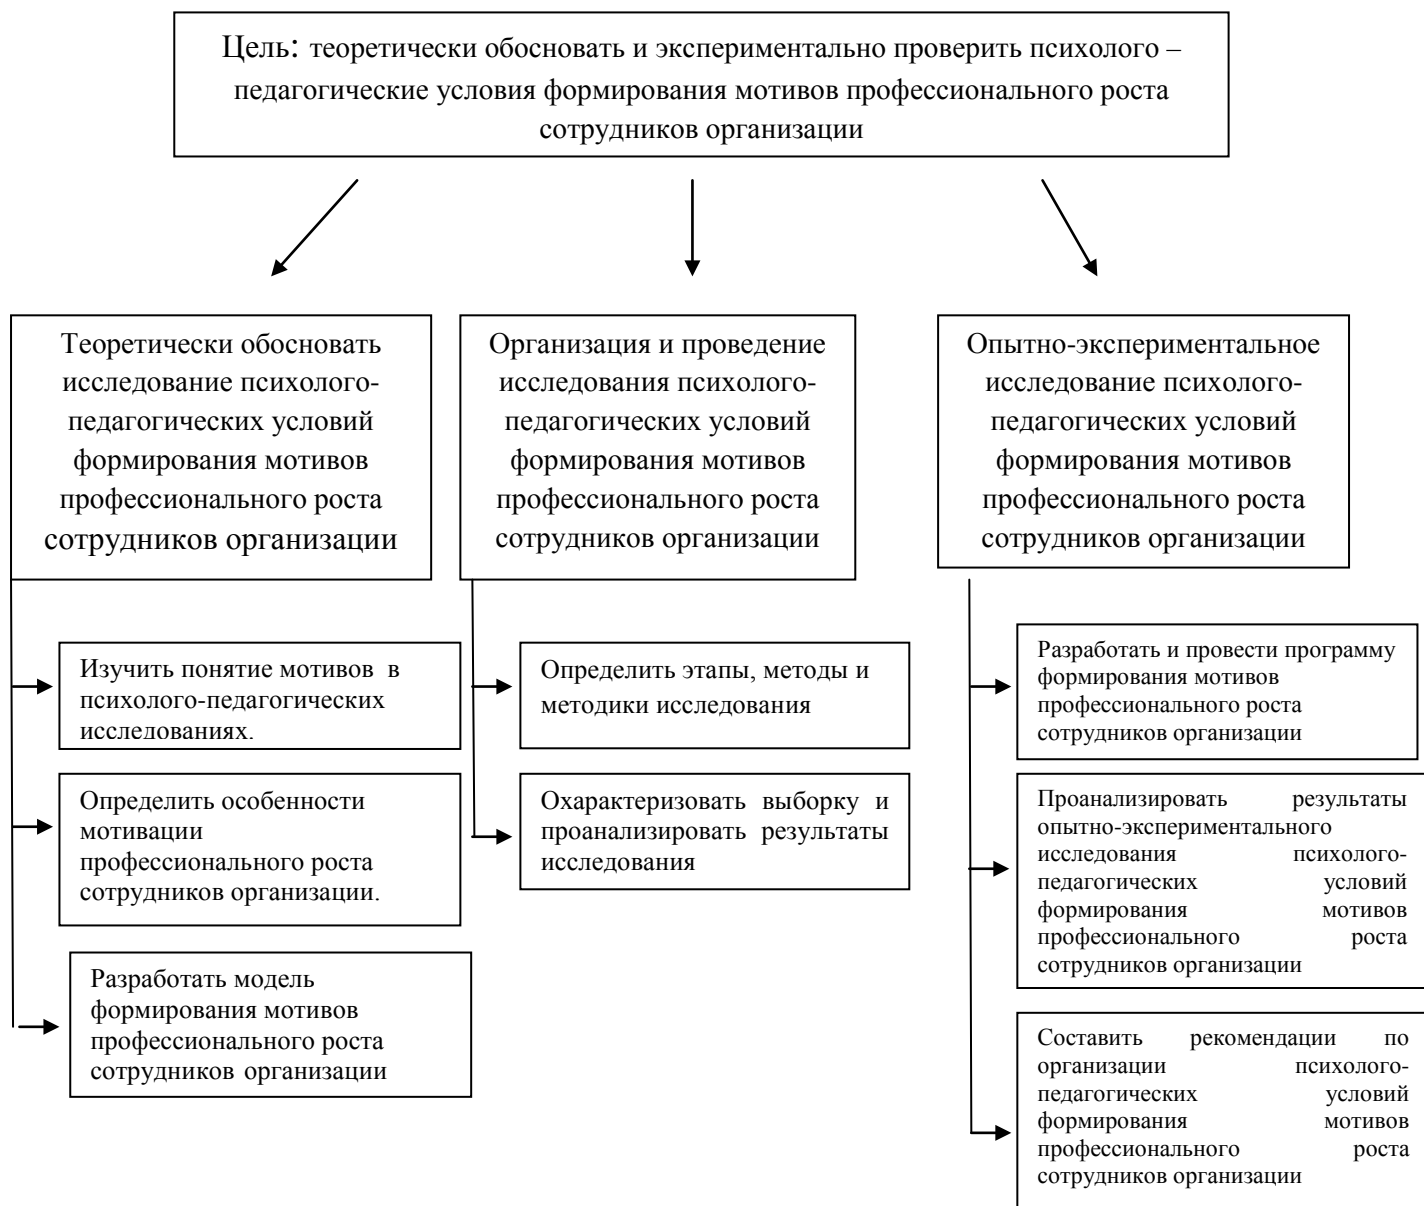 Цель: теоретически обосновать и экспериментально проверить психолого –
педагогические условия формирования мотивов профессионального роста
сотрудников организации
Теоретически обосновать
исследование психолого-
педагогических условий
формирования мотивов
профессионального роста
сотрудников организации
Изучить понятие мотивов в
психолого-педагогических
исследованиях.
Определить особенности
мотивации
профессионального роста
сотрудников организации.
Разработать модель
формирования мотивов
профессионального роста
сотрудников организации
Организация и проведение
исследования психолого-
педагогических условий
формирования мотивов
профессионального роста
сотрудников организации
Определить этапы, методы и
методики исследования
Охарактеризовать выборку и
проанализировать результаты
исследования
Опытно-экспериментальное
исследование психолого-
педагогических условий
формирования мотивов
профессионального роста
сотрудников организации
Разработать и провести программу
формирования мотивов
профессионального роста
сотрудников организации
Проанализировать результаты
опытно-экспериментального
исследования психолого-
педагогических условий
формирования мотивов
профессионального роста
сотрудников организации
Составить рекомендации по
организации психолого-
педагогических условий
формирования мотивов
профессионального роста
сотрудников организации